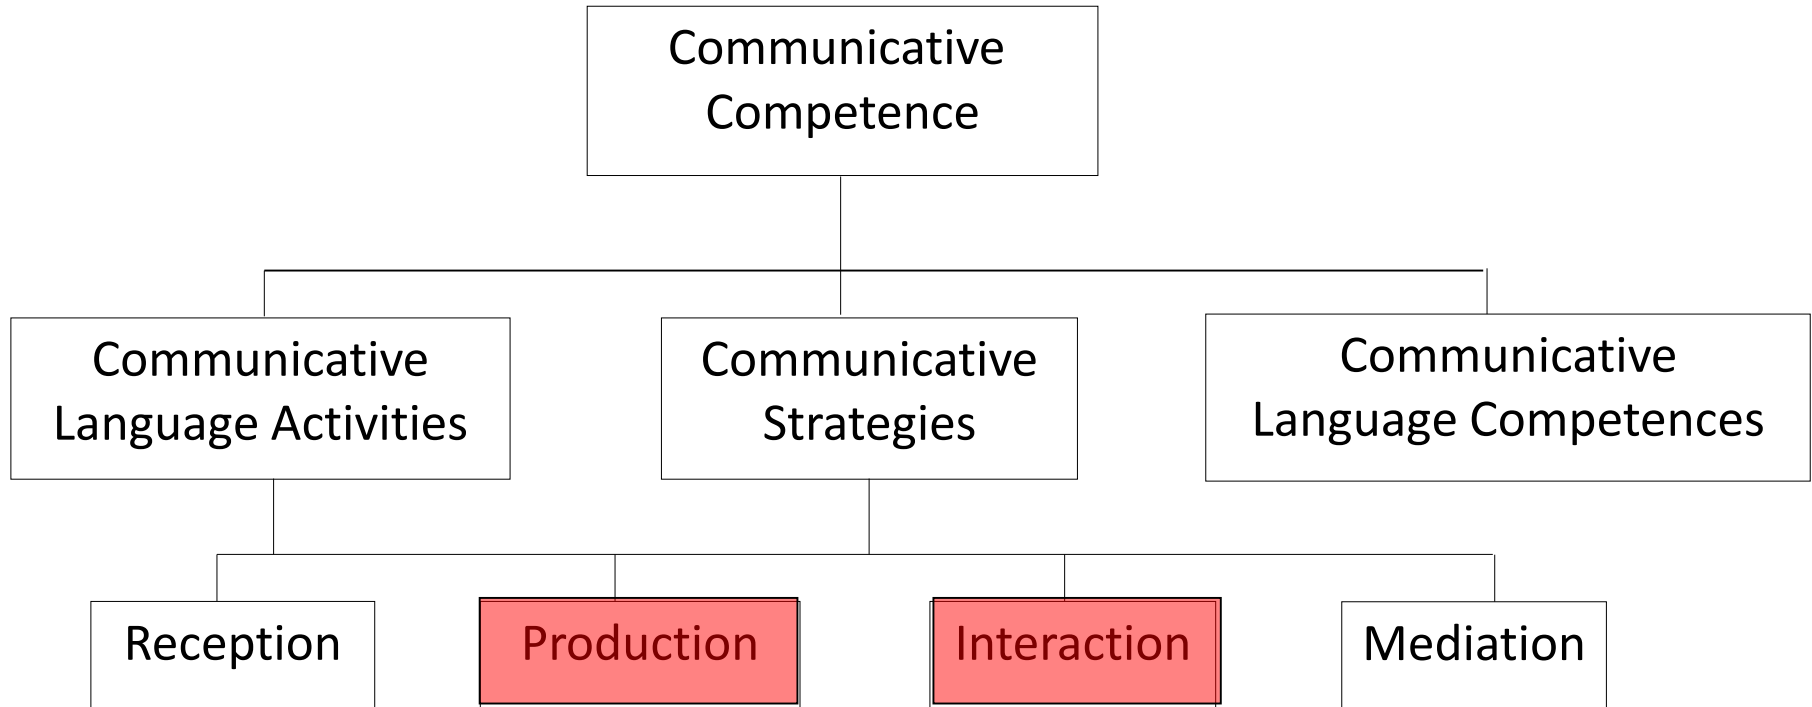 Communicative
Competence
Communicative
Language Activities
Communicative
Strategies
Communicative
Language Competences
Reception
Production
Interaction
Mediation